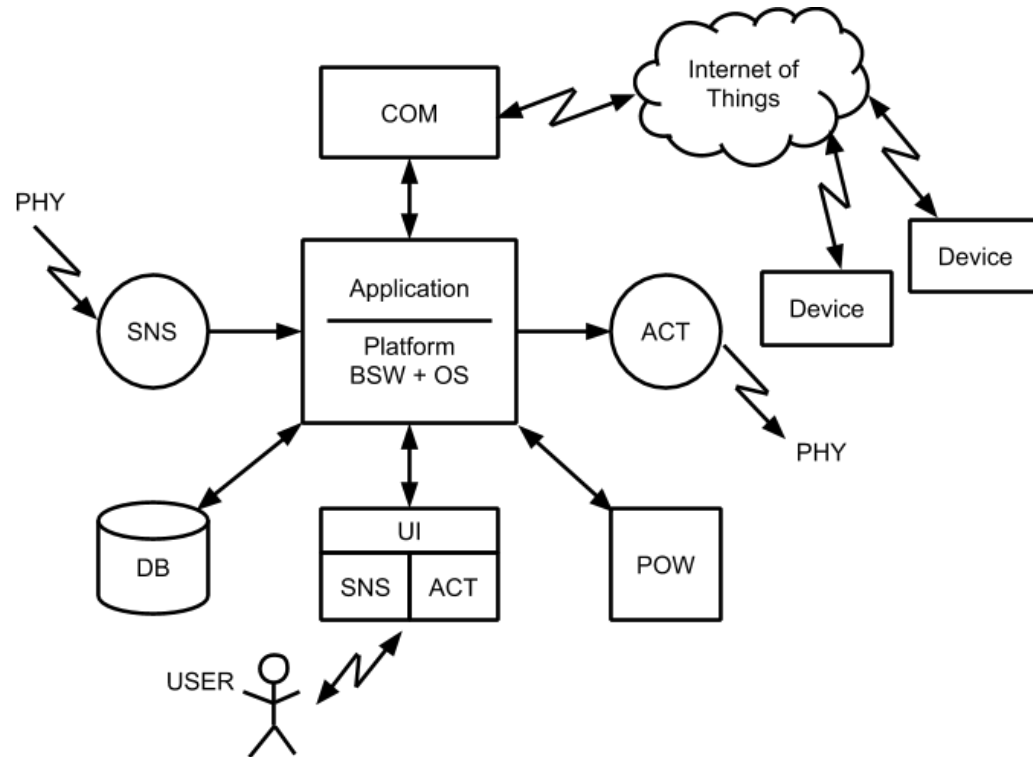 Internet of
Things
COM
PHY
Device
Application
Device
SNS
Platform
BSW + OS
ACT
PHY
UI
DB
SNS
ACT
POW
USER